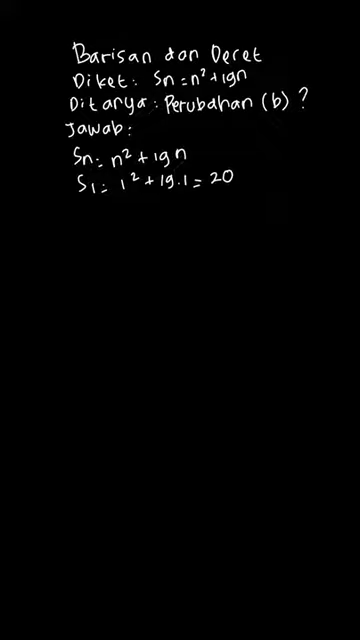 Barisan dan Deret
Diket: Sn = n² + 19n
Ditanya: Perubahan (b) ?
Jawab:
Sn = n² + 19n
S₁ = 1² + 19.1 = 20